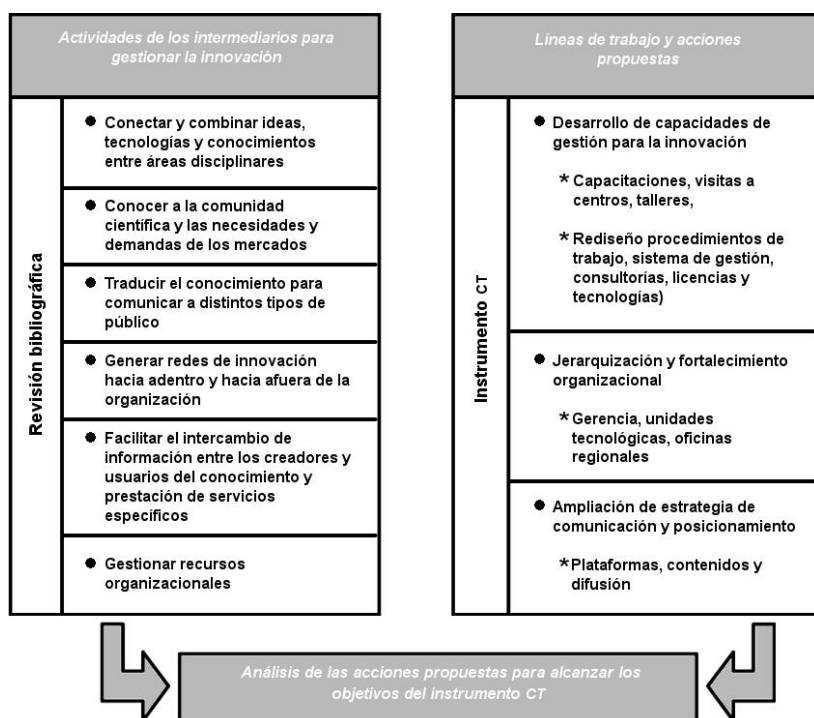 Actividades de los intermediarios para
gestionar la innovación
Revisión bibliográfica
● Conectar y combinar ideas,
tecnologías y conocimientos
entre áreas disciplinares
● Conocer a la comunidad
científica y las necesidades y
demandas de los mercados
● Traducir el conocimiento para
comunicar a distintos tipos de
público
● Generar redes de innovación
hacia adentro y hacia afuera de la
organización
● Facilitar el intercambio de
información entre los creadores y
usuarios del conocimiento y
prestación de servicios
específicos
● Gestionar recursos
organizacionales
Líneas de trabajo y acciones
propuestas
Instrumento CT
● Desarrollo de capacidades de
gestión para la innovación
* Capacitaciones, visitas a
centros, talleres,
* Rediseño procedimientos de
trabajo, sistema de gestión,
consultorías, licencias y
tecnologías)
● Jerarquización y fortalecimiento
organizacional
* Gerencia, unidades
tecnológicas, oficinas
regionales
● Ampliación de estrategia de
comunicación y posicionamiento
* Plataformas, contenidos y
difusión
Análisis de las acciones propuestas para alcanzar los
objetivos del instrumento CT